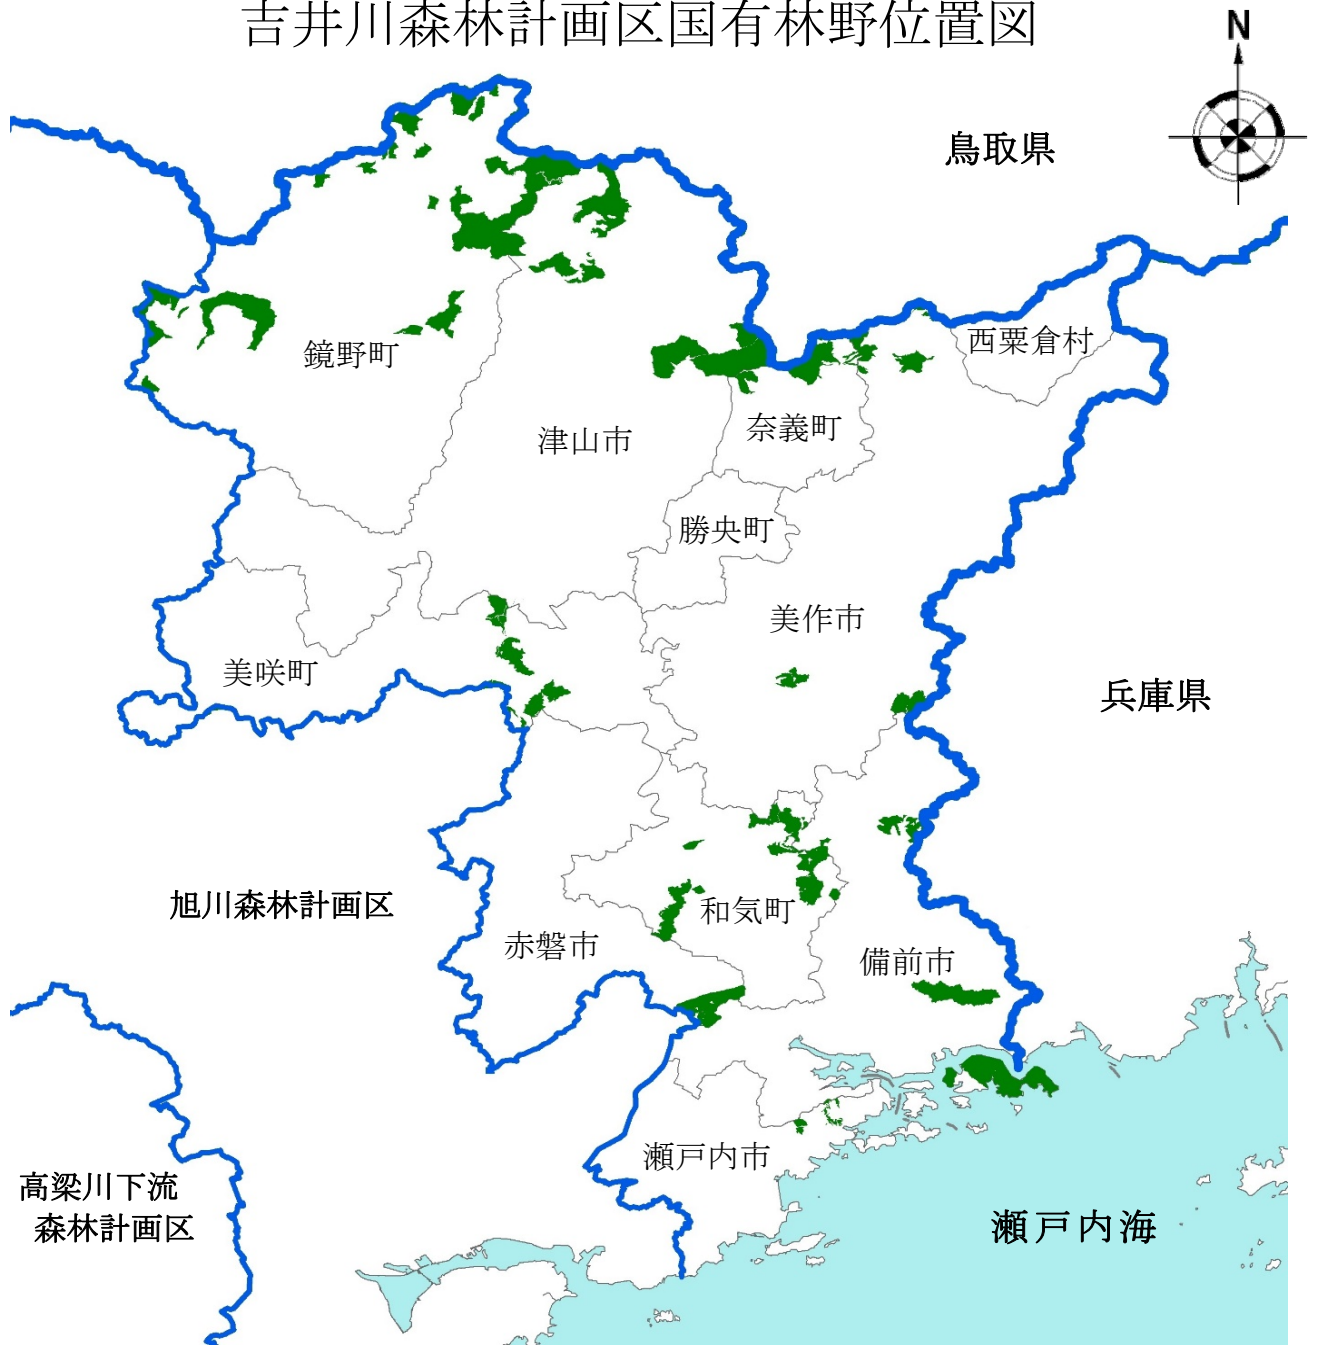 吉井川森林計画区国有林野位置図
N
鳥取県
西粟倉村
鏡野町
奈義町
津山市
勝央町
美作市
美咲町
兵庫県
旭川森林計画区
和気町
赤磐市
備前市
瀬戸内市
高梁川下流
森林計画区
瀬戸内海